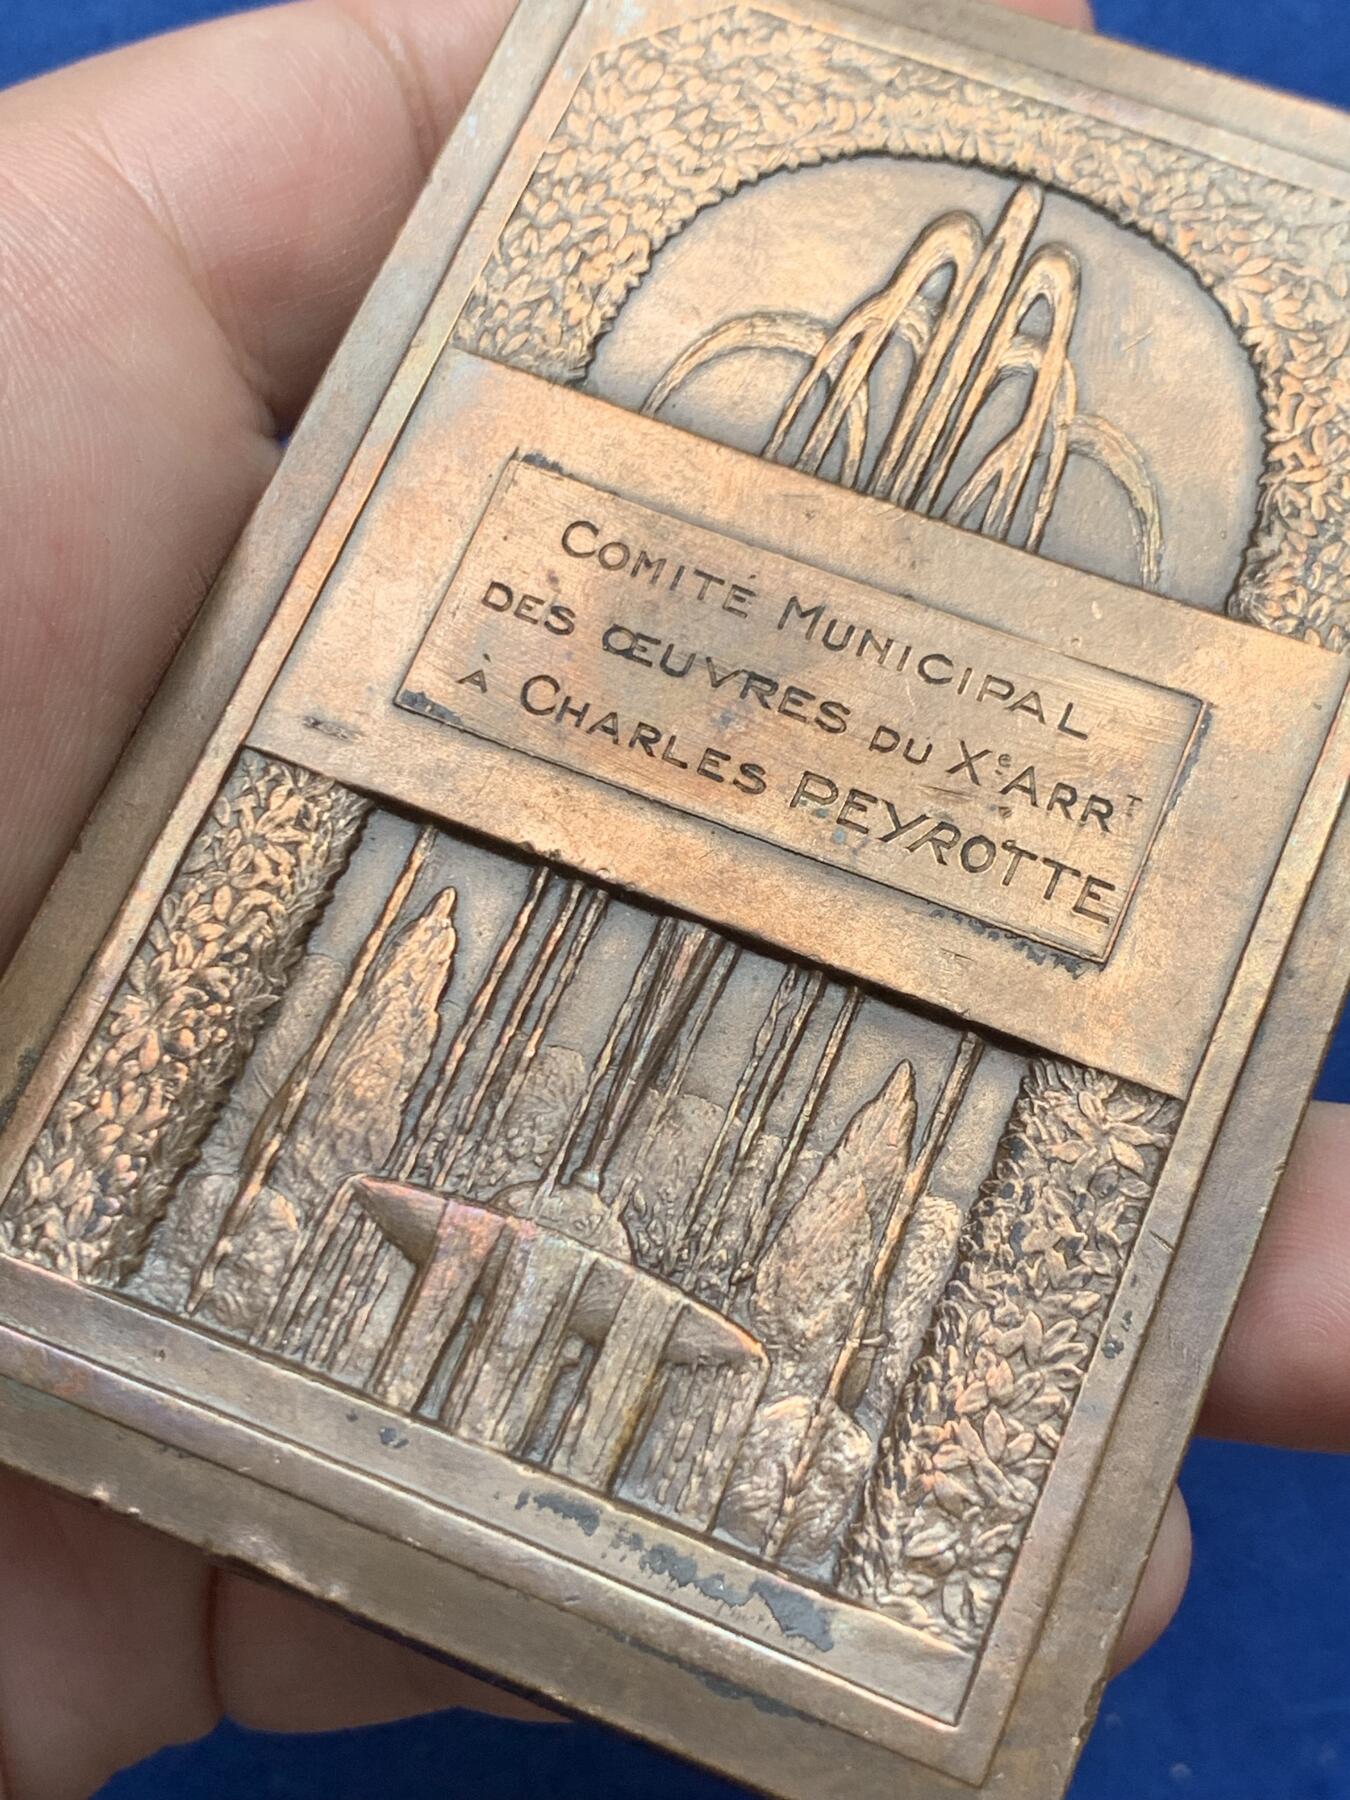 COMITÉ MUNICIPAL
DES ŒUVRES DU Xe ARRT
À CHARLES PEYROTTE